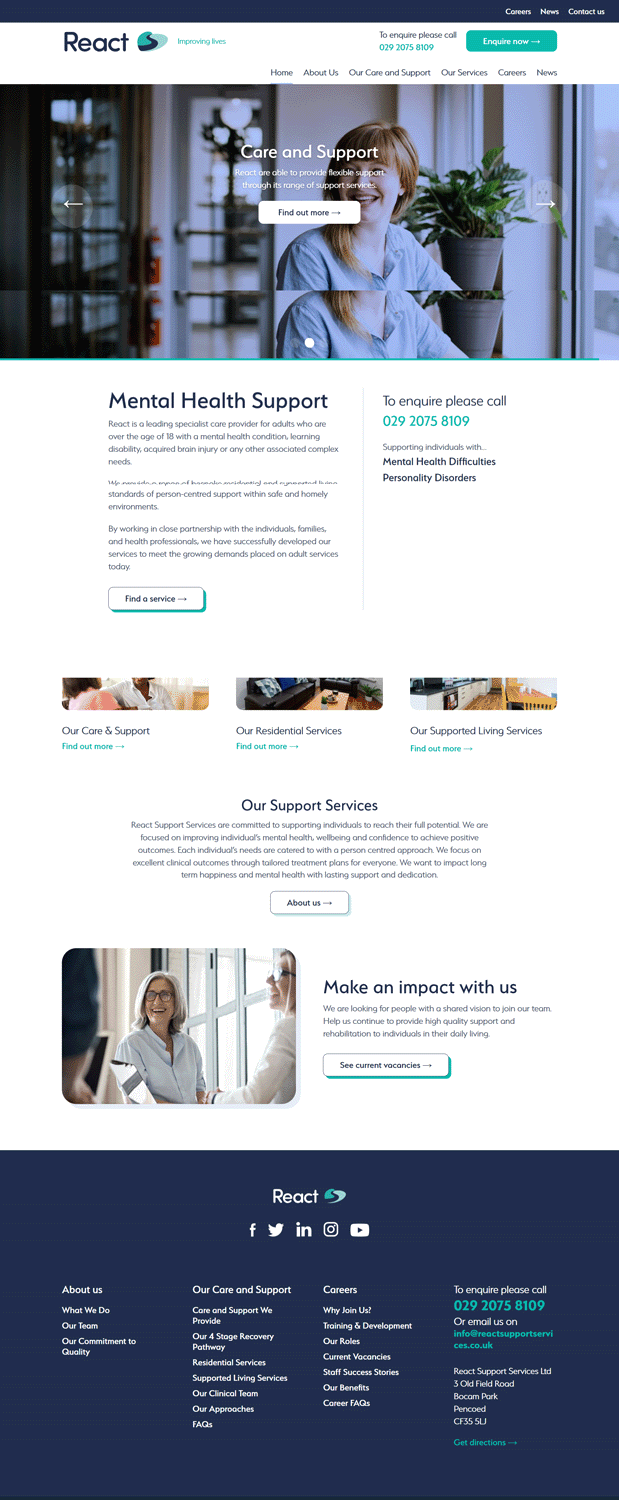 Careers News Contact us
React
Improving lives
To enquire please call
029 2075 8109
Enquire now →
Home About Us Our Care and Support Our Services Careers News
Care and Support
React are able to provide flexible support
through its range of support services.
Find out more →
← →
Mental Health Support
React is a leading specialist care provider for adults who are
over the age of 18 with a mental health condition, learning
disability, acquired brain injury or any other associated complex
needs.
We provide a range of bespoke residential and supported living
standards of person-centred support within safe and homely
environments.
By working in close partnership with the individuals, families,
and health professionals, we have successfully developed our
services to meet the growing demands placed on adult services
today.
Find a service →
To enquire please call
029 2075 8109
Supporting individuals with...
Mental Health Difficulties
Personality Disorders
Our Care & Support
Find out more →
Our Residential Services
Find out more →
Our Supported Living Services
Find out more →
Our Support Services
React Support Services are committed to supporting individuals to reach their full potential. We are
focused on improving individual's mental health, wellbeing and confidence to achieve positive
outcomes. Each individual's needs are catered to with a person centred approach. We focus on
excellent clinical outcomes through tailored treatment plans for everyone. We want to impact long
term happiness and mental health with lasting support and dedication.
About us →
Make an impact with us
We are looking for people with a shared vision to join our team.
Help us continue to provide high quality support and
rehabilitation to individuals in their daily living.
See current vacancies →
React
About us
What We Do
Our Team
Our Commitment to
Quality
Our Care and Support
Care and Support We
Provide
Our 4 Stage Recovery
Pathway
Residential Services
Supported Living Services
Our Clinical Team
Our Approaches
FAQs
Careers
Why Join Us?
Training & Development
Our Roles
Current Vacancies
Staff Success Stories
Our Benefits
Career FAQs
To enquire please call
029 2075 8109
Or email us on
info@reactsupportservi
ces.co.uk
React Support Services Ltd
3 Old Field Road
Bocam Park
Pencoed
CF35 5LJ
Get directions →